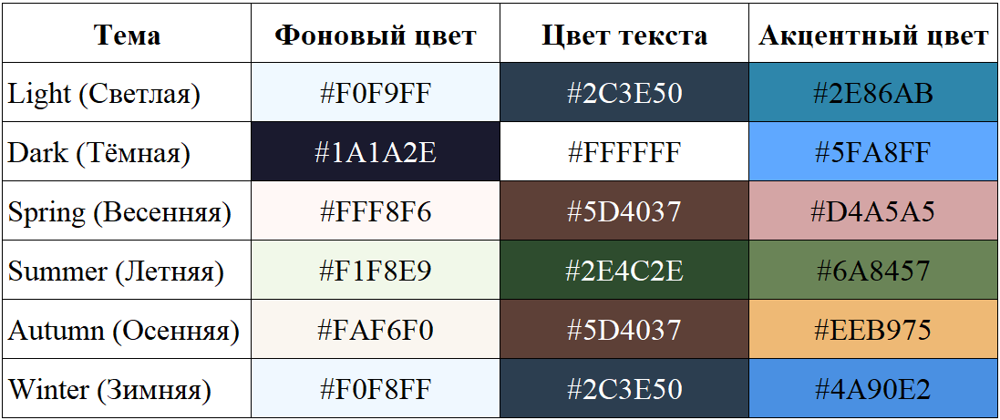 Тема Фоновый цвет Цвет текста Акцентный цвет
Light (Светлая) #F0F9FF #2C3E50 #2E86AB
Dark (Тёмная) #1A1A2E #FFFFFF #5FA8FF
Spring (Весенняя) #FFF8F6 #5D4037 #D4A5A5
Summer (Летняя) #F1F8E9 #2E4C2E #6A8457
Autumn (Осенняя) #FAF6F0 #5D4037 #EEB975
Winter (Зимняя) #F0F8FF #2C3E50 #4A90E2